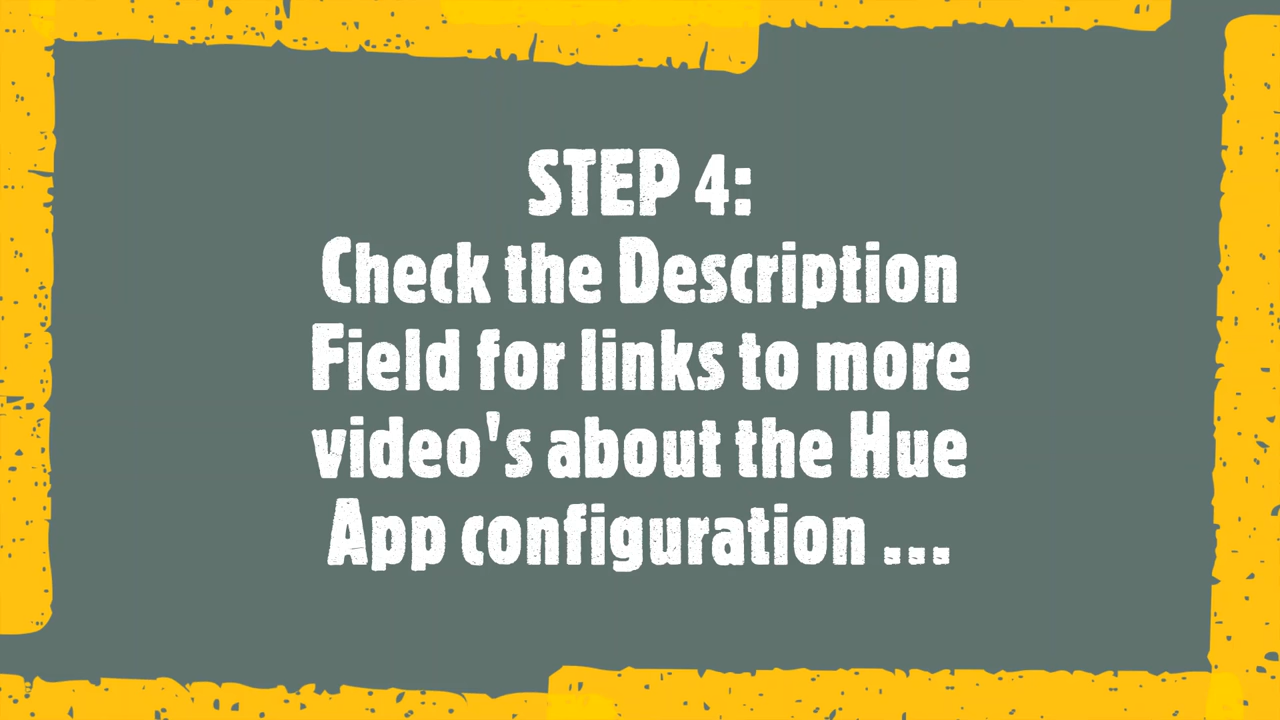 STEP 4:
Check the Description
Field for links to more
video's about the Hue
App configuration ...